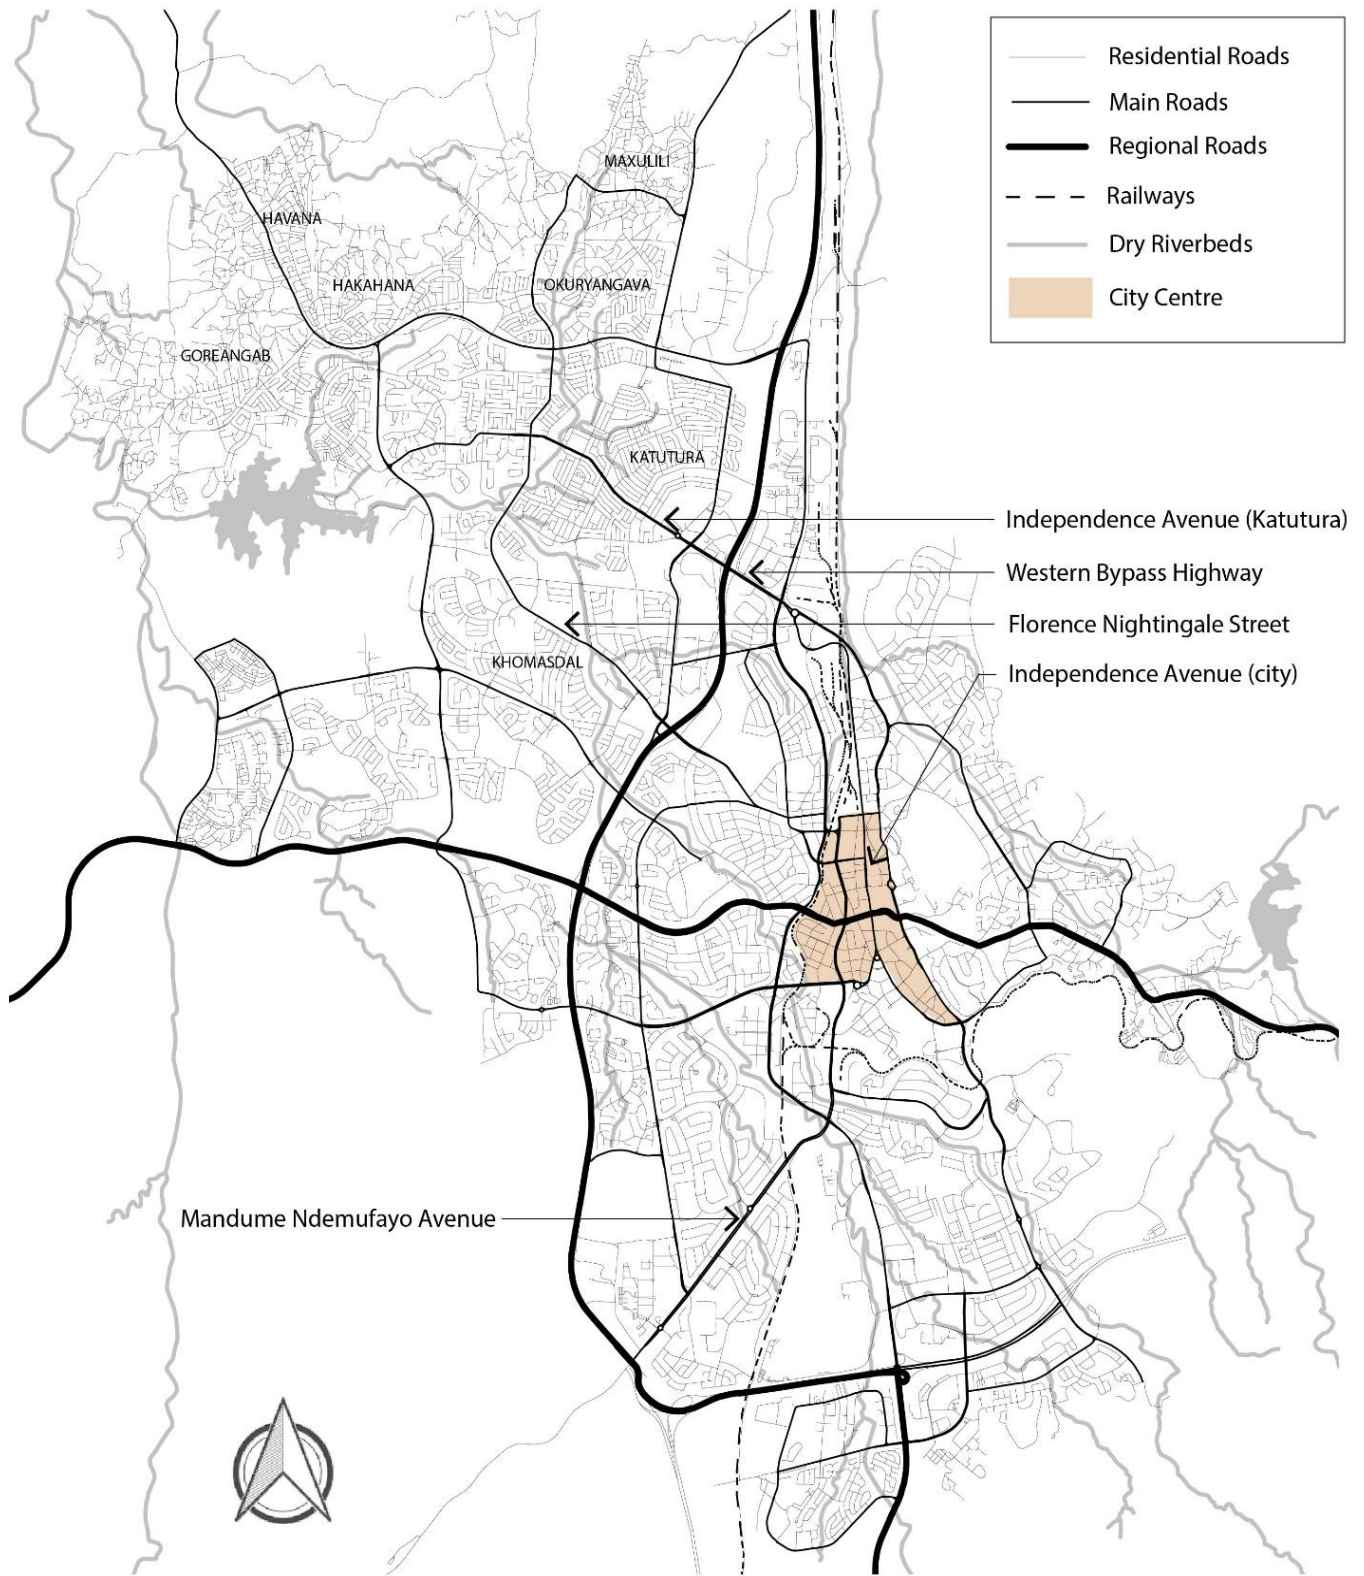 Residential Roads
Main Roads
Regional Roads
Railways
Dry Riverbeds
City Centre
MAXULILI
HAVANA
HAKAHANA
OKURYANGAVA
GOREANGAB
KATUTURA
Independence Avenue (Katutura)
Western Bypass Highway
Florence Nightingale Street
KHOMASDAL
Independence Avenue (city)
Mandume Ndemufayo Avenue